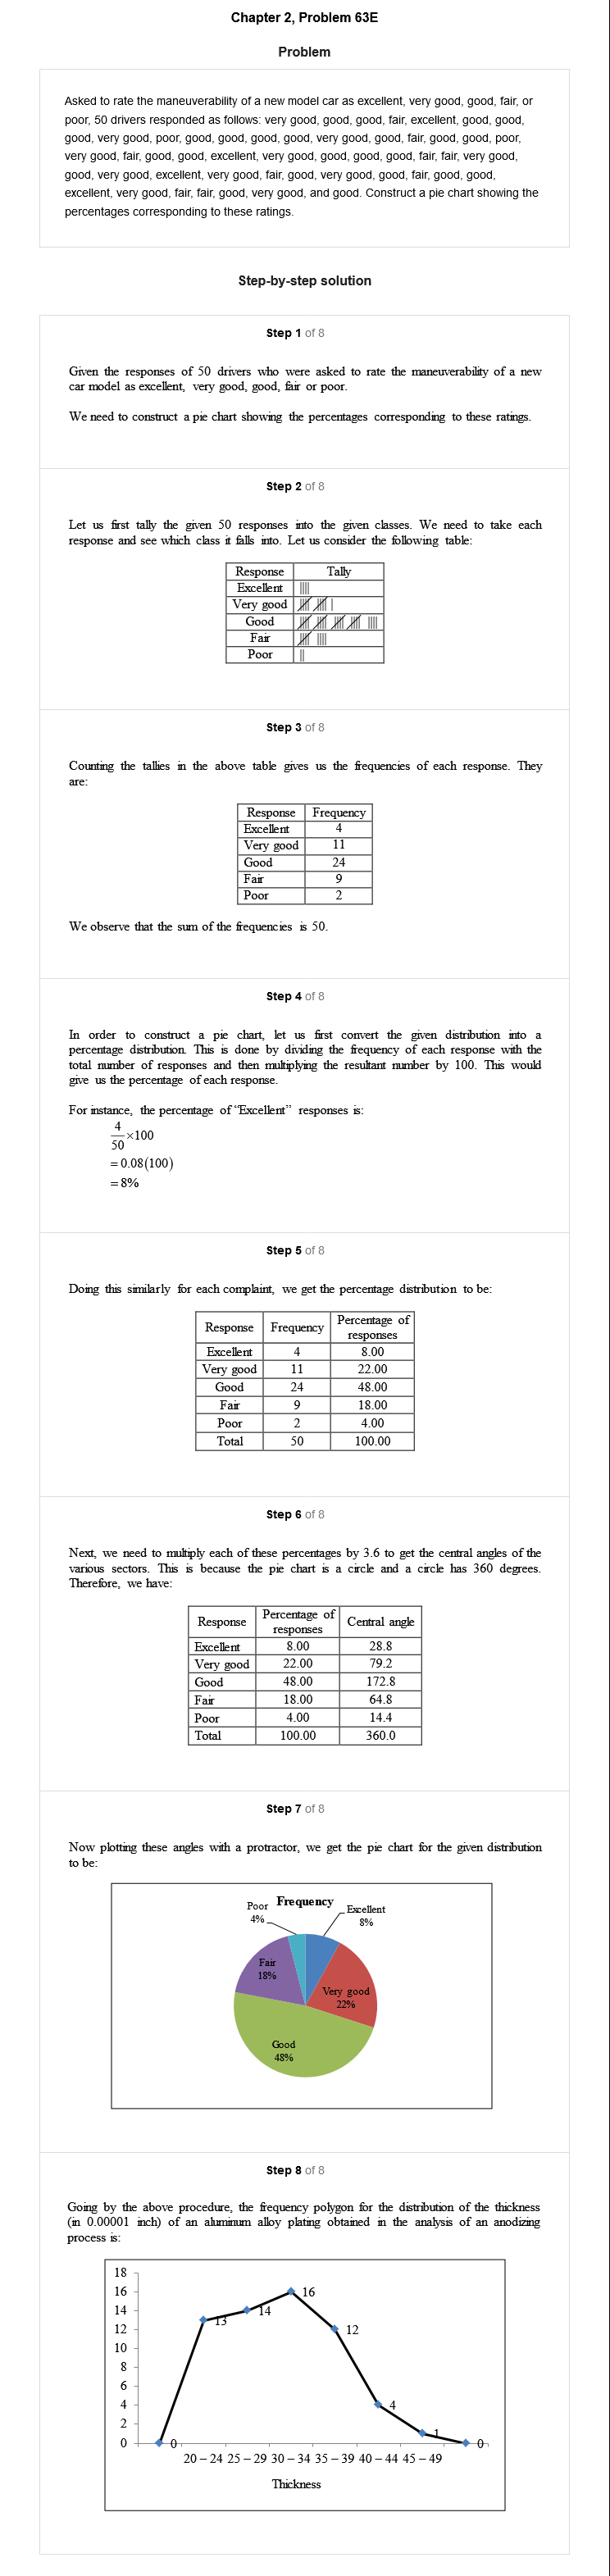 Chapter 2, Problem 63E
Problem
Asked to rate the maneuverability of a new model car as excellent, very good, good, fair, or
poor, 50 drivers responded as follows: very good, good, good, fair, excellent, good, good,
good, very good, poor, good, good, good, good, very good, good, fair, good, good, poor,
very good, fair, good, good, excellent, very good, good, good, good, fair, fair, very good,
good, very good, excellent, very good, fair, good, very good, good, fair, good, good,
excellent, very good, fair, fair, good, very good, and good. Construct a pie chart showing the
percentages corresponding to these ratings.
Step-by-step solution
Step 1 of 8
Given the responses of 50 drivers who were asked to rate the maneuverability of a new
car model as excellent, very good, good, fair or poor.
We need to construct a pie chart showing the percentages corresponding to these ratings.
Step 2 of 8
Let us first tally the given 50 responses into the given classes. We need to take each
response and see which class it falls into. Let us consider the following table:
Response Tally
Excellent ||||
Very good |||| |||| |
Good |||| |||| |||| |||| ||||
Fair |||| ||||
Poor ||
Step 3 of 8
Counting the tallies in the above table gives us the frequencies of each response. They
are:
Response Frequency
Excellent 4
Very good 11
Good 24
Fair 9
Poor 2
We observe that the sum of the frequencies is 50.
Step 4 of 8
In order to construct a pie chart, let us first convert the given distribution into a
percentage distribution. This is done by dividing the frequency of each response with the
total number of responses and then multiplying the resultant number by 100. This would
give us the percentage of each response.
For instance, the percentage of “Excellent” responses is:
4/50 ×100
= 0.08(100)
= 8%
Step 5 of 8
Doing this similarly for each complaint, we get the percentage distribution to be:
Response Frequency Percentage of
responses
Excellent 4 8.00
Very good 11 22.00
Good 24 48.00
Fair 9 18.00
Poor 2 4.00
Total 50 100.00
Step 6 of 8
Next, we need to multiply each of these percentages by 3.6 to get the central angles of the
various sectors. This is because the pie chart is a circle and a circle has 360 degrees.
Therefore, we have:
Response Percentage of
responses Central angle
Excellent 8.00 28.8
Very good 22.00 79.2
Good 48.00 172.8
Fair 18.00 64.8
Poor 4.00 14.4
Total 100.00 360.0
Step 7 of 8
Now plotting these angles with a protractor, we get the pie chart for the given distribution
to be:
Frequency
Poor
4%
Excellent
8%
Fair
18%
Very good
22%
Good
48%
Step 8 of 8
Going by the above procedure, the frequency polygon for the distribution of the thickness
(in 0.00001 inch) of an aluminum alloy plating obtained in the analysis of an anodizing
process is:
18
16
14
12
10
8
6
4
2
0
0
13
14
16
12
4
1
0
20 – 24 25 – 29 30 – 34 35 – 39 40 – 44 45 – 49
Thickness